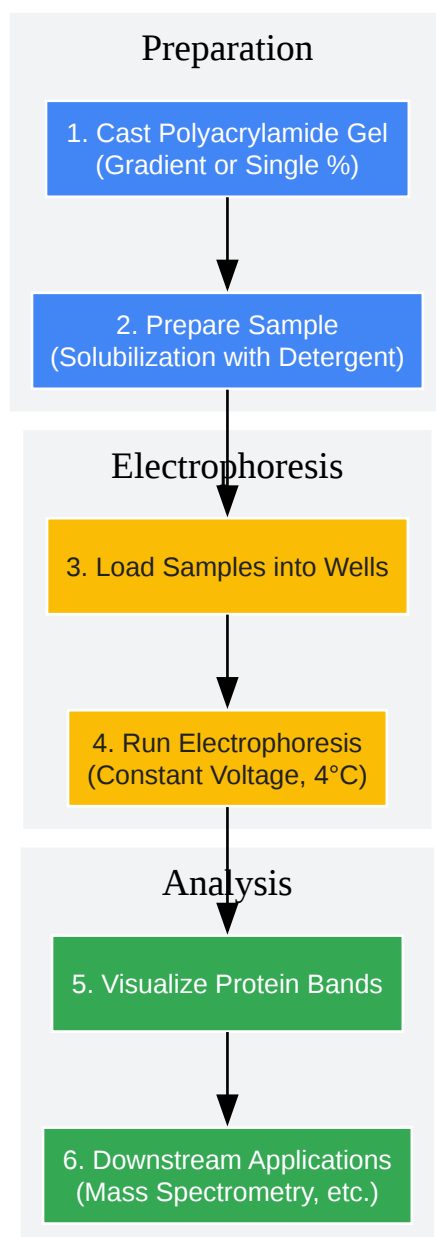 Preparation
1. Cast Polyacrylamide Gel
(Gradient or Single %)
2. Prepare Sample
(Solubilization with Detergent)
Electrophoresis
3. Load Samples into Wells
4. Run Electrophoresis
(Constant Voltage, 4°C)
Analysis
5. Visualize Protein Bands
6. Downstream Applications
(Mass Spectrometry, etc.)